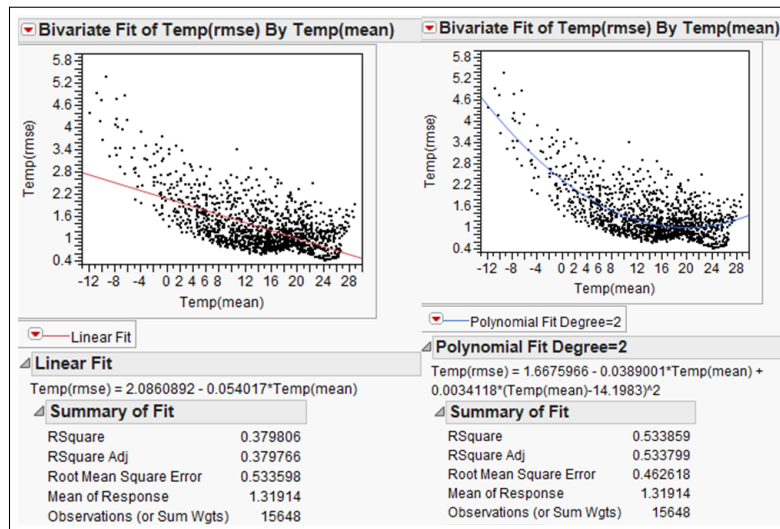 Bivariate Fit of Temp(rmse) By Temp(mean)
5.8
5.2
4.6
4
3.4
2.8
2.2
1.6
1
0.4
Temp(rmse)
-12 -8 -4 0 2 4 6 8 12 16 20 24 28
Temp(mean)
Linear Fit
Linear Fit
Temp(rmse) = 2.0860892 - 0.054017*Temp(mean)
Summary of Fit
RSquare 0.379806
RSquare Adj 0.379766
Root Mean Square Error 0.533598
Mean of Response 1.31914
Observations (or Sum Wgts) 15648
Bivariate Fit of Temp(rmse) By Temp(mean)
5.8
5.2
4.6
4
3.4
2.8
2.2
1.6
1
0.4
Temp(rmse)
-12 -8 -4 0 2 4 6 8 12 16 20 24 28
Temp(mean)
Polynomial Fit Degree=2
Polynomial Fit Degree=2
Temp(rmse) = 1.6675966 - 0.0389001*Temp(mean) +
0.0034118*(Temp(mean)-14.1983)^2
Summary of Fit
RSquare 0.533859
RSquare Adj 0.533799
Root Mean Square Error 0.462618
Mean of Response 1.31914
Observations (or Sum Wgts) 15648